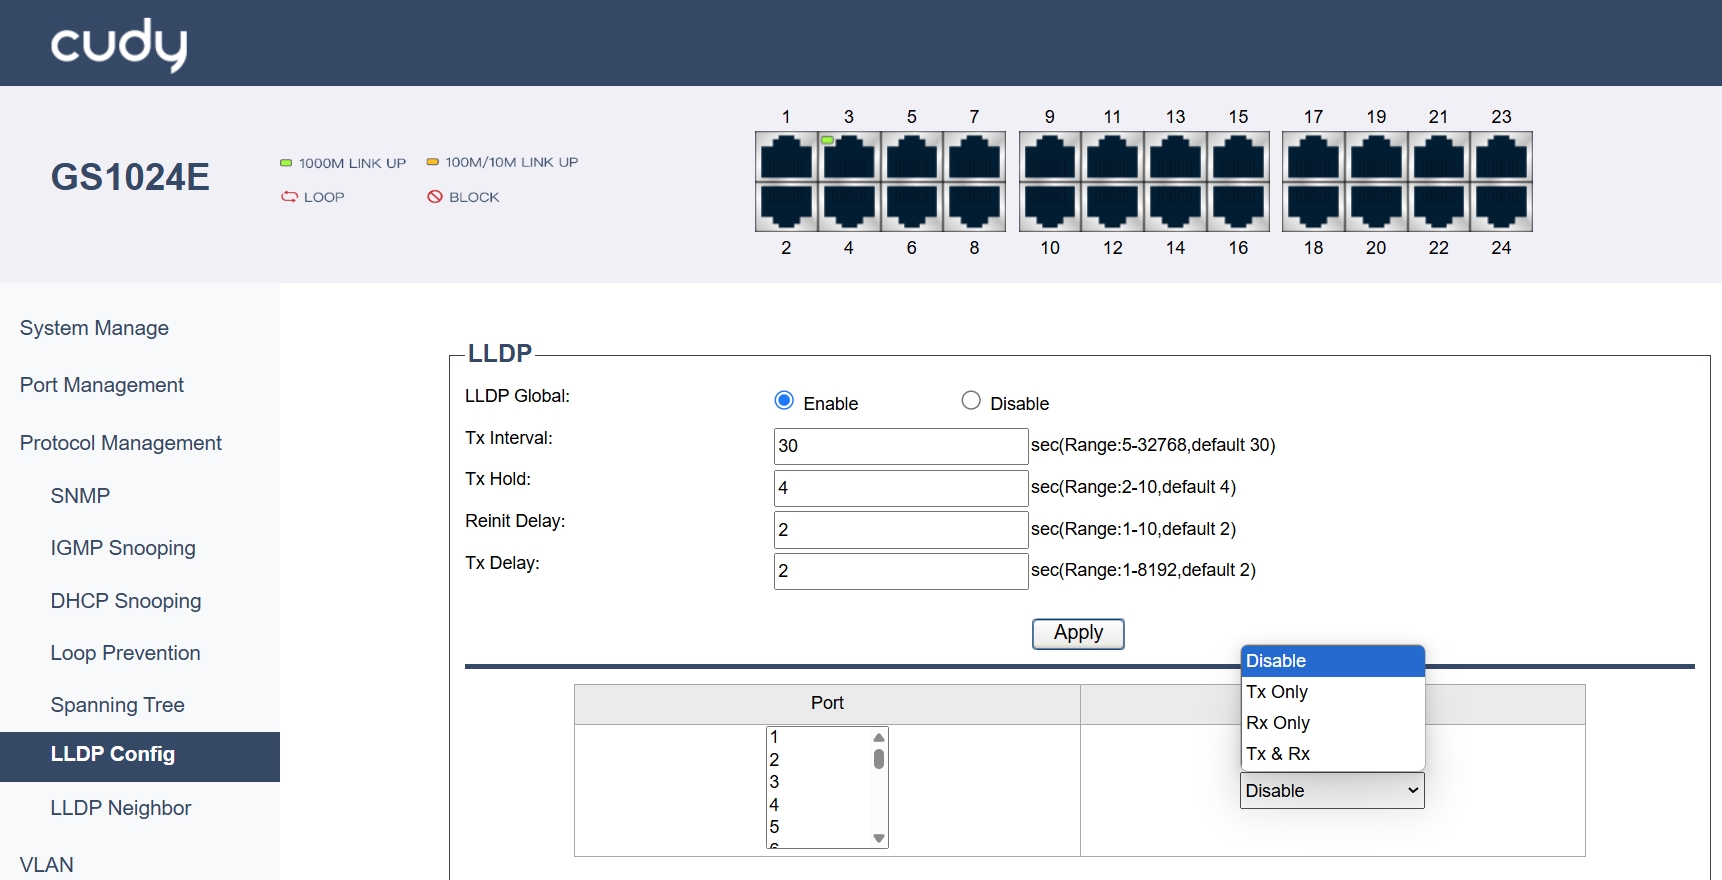 cudy
GS1024E
1000M LINK UP 100M/10M LINK UP
LOOP BLOCK
1 3 5 7 9 11 13 15 17 19 21 23
2 4 6 8 10 12 14 16 18 20 22 24
System Manage
Port Management
Protocol Management
SNMP
IGMP Snooping
DHCP Snooping
Loop Prevention
Spanning Tree
LLDP Config
LLDP Neighbor
VLAN
LLDP
LLDP Global: Enable Disable
Tx Interval: 30 sec(Range:5-32768,default 30)
Tx Hold: 4 sec(Range:2-10,default 4)
Reinit Delay: 2 sec(Range:1-10,default 2)
Tx Delay: 2 sec(Range:1-8192,default 2)
Apply
Port
1
2
3
4
5
6
Disable
Tx Only
Rx Only
Tx & Rx
Disable